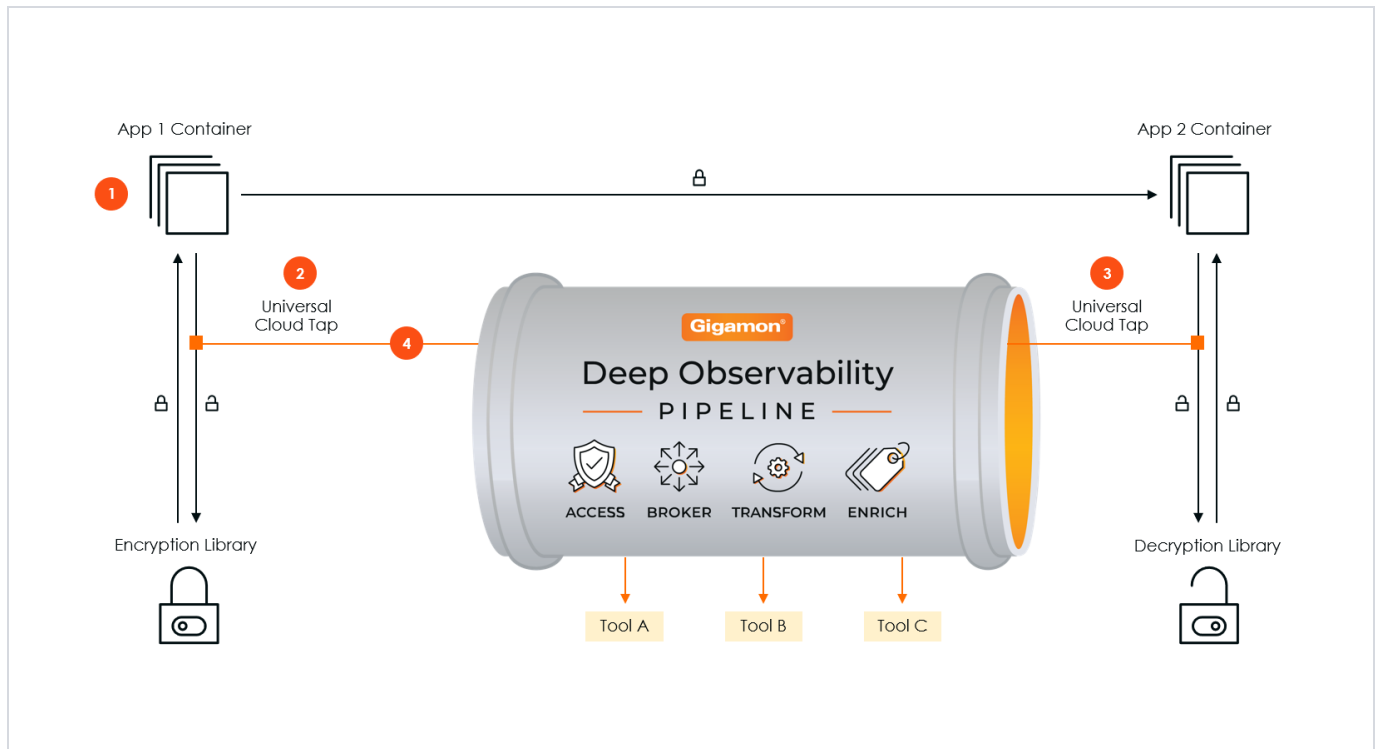 App 1 Container
App 2 Container
1
2
Universal
Cloud Tap
3
Universal
Cloud Tap
4
Gigamon®
Deep Observability
PIPELINE
ACCESS
BROKER
TRANSFORM
ENRICH
Encryption Library
Decryption Library
Tool A
Tool B
Tool C